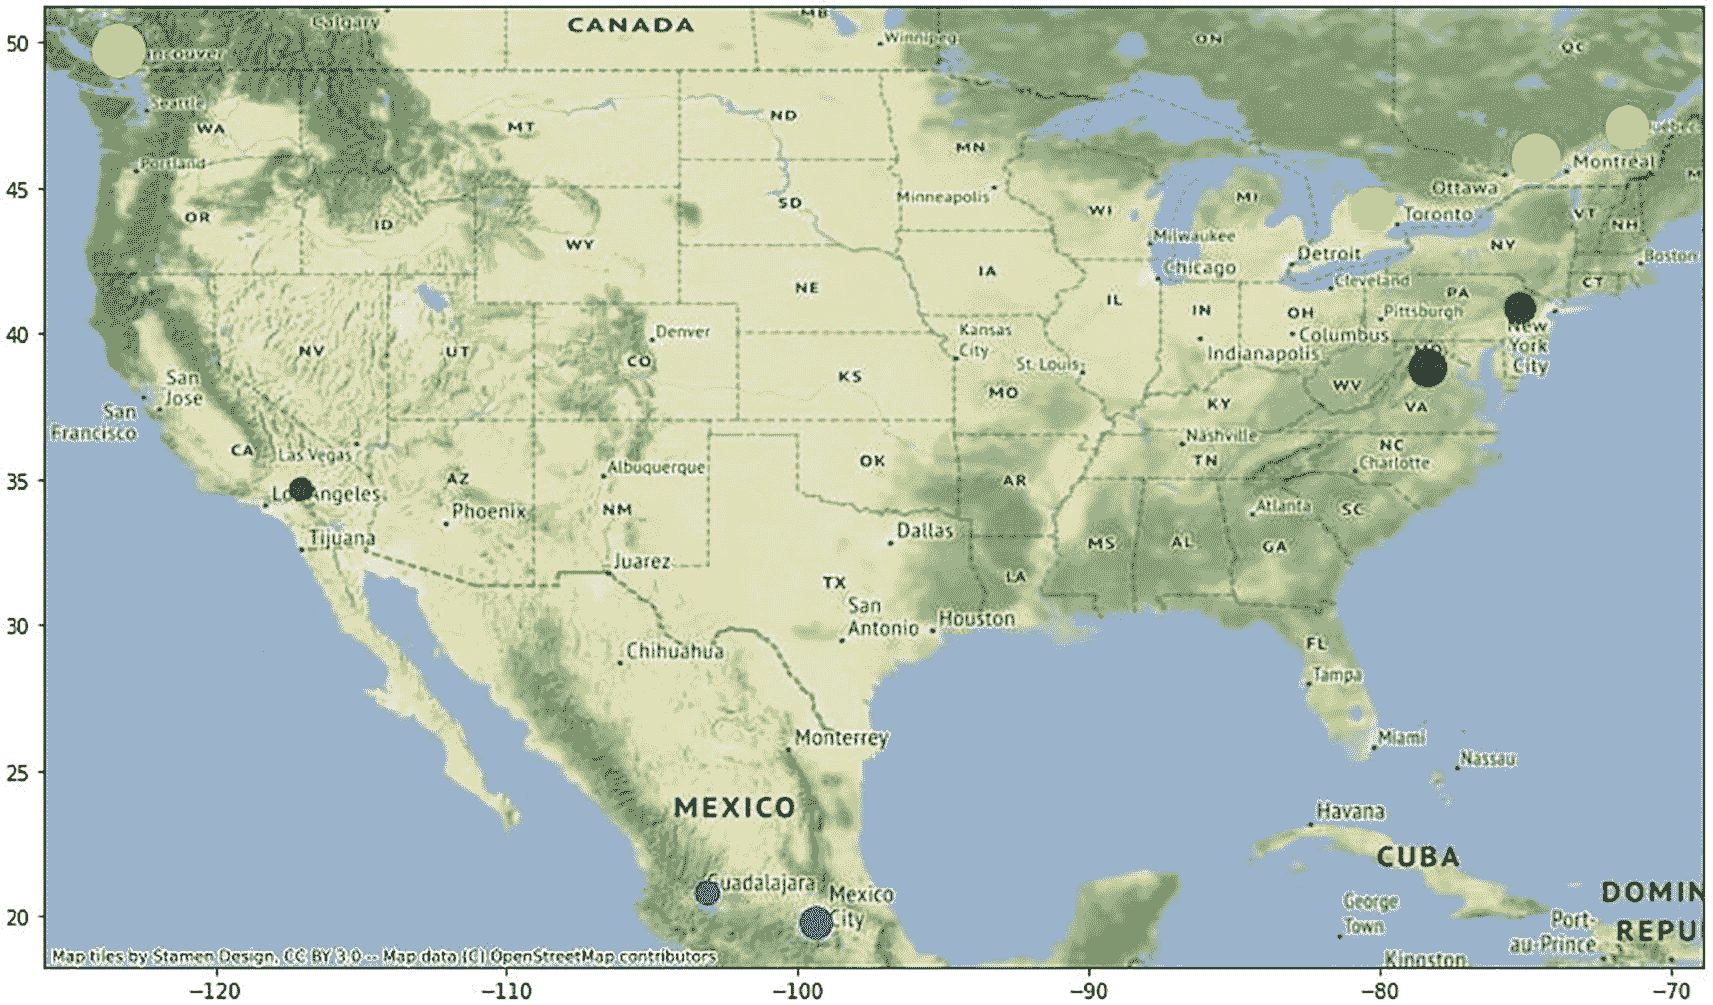 50
45
40
35
30
25
20
−120
−110
−100
−90
−80
−70
CANADA
Calgary
MB
Winnipeg
ON
QC
ncouver
Seattle
WA
Portland
OR
ID
MT
ND
SD
WY
MN
Minneapolis
WI
MI
Milwaukee
Chicago
Detroit
Toronto
Ottawa
Montreal
VT
NH
NY
Boston
CT
Cleveland
PA
Pittsburgh
IA
NE
IL
IN
OH
Columbus
Indianapolis
New
York
City
NV
UT
CO
Denver
Kansas
City
KS
St. Louis
MO
KY
WV
VA
San
Jose
San
Francisco
CA
Las Vegas
Los Angeles
Tijuana
AZ
Phoenix
Albuquerque
NM
Juarez
OK
AR
Nashville
TN
NC
Charlotte
SC
Atlanta
GA
AL
MS
LA
Dallas
TX
San
Antonio
Houston
Chihuahua
FL
Tampa
Miami
Nassau
Monterrey
MEXICO
Guadalajara
Mexico
City
Havana
CUBA
George
Town
DOMIN
REPU
Port-
au-Prince
Kingston
Map tiles by Stamen Design, CC BY 3.0 -- Map data (C) OpenStreetMap contributors